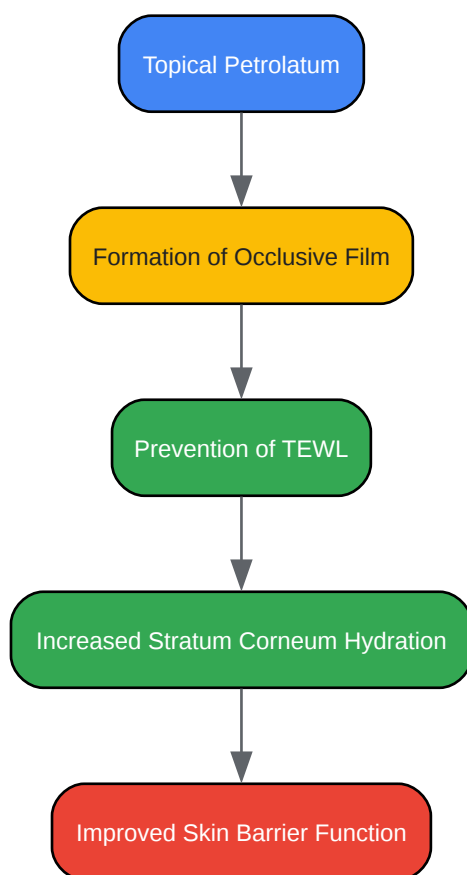 Topical Petrolatum
Formation of Occlusive Film
Prevention of TEWL
Increased Stratum Corneum Hydration
Improved Skin Barrier Function